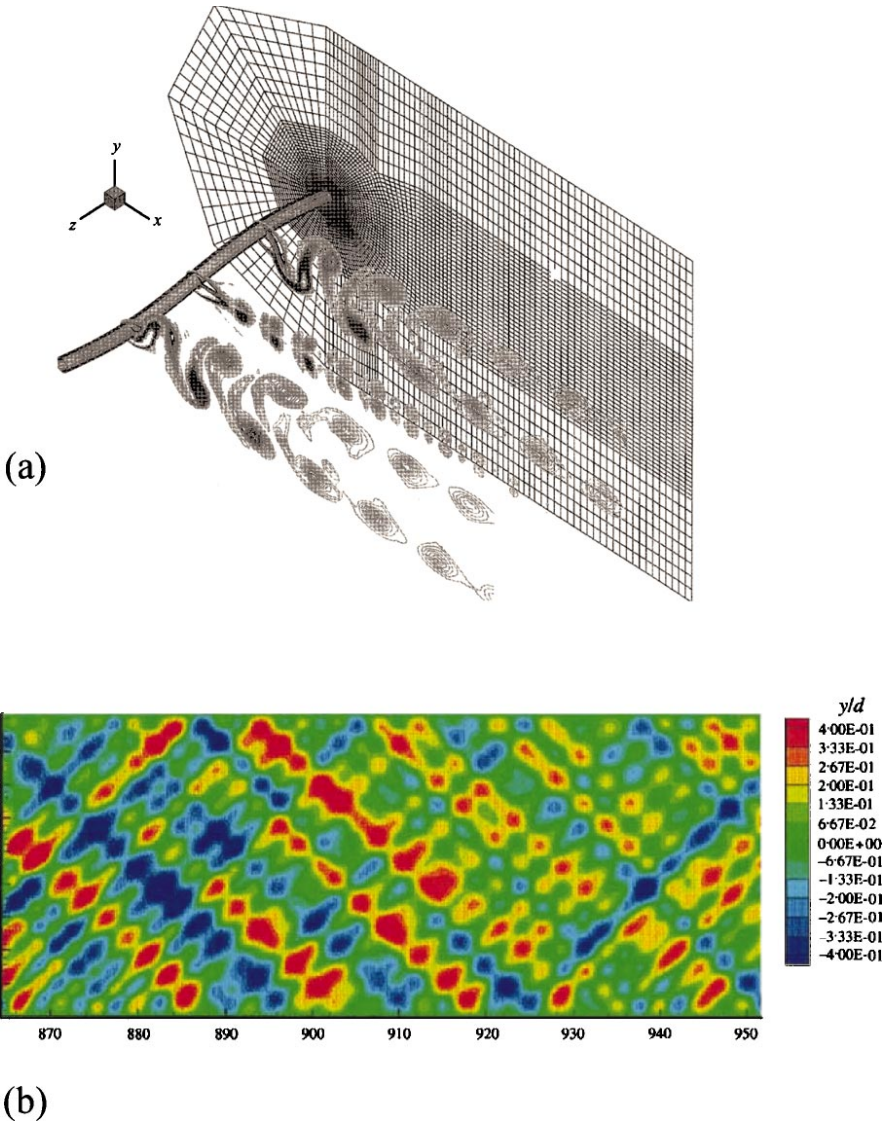 y
z
x
(a)
y/d
4·00E-01
3·33E-01
2·67E-01
2·00E-01
1·33E-01
6·67E-02
0·00E+00
–6·67E-02
–1·33E-01
–2·00E-01
–2·67E-01
–3·33E-01
–4·00E-01
870 880 890 900 910 920 930 940 950
(b)